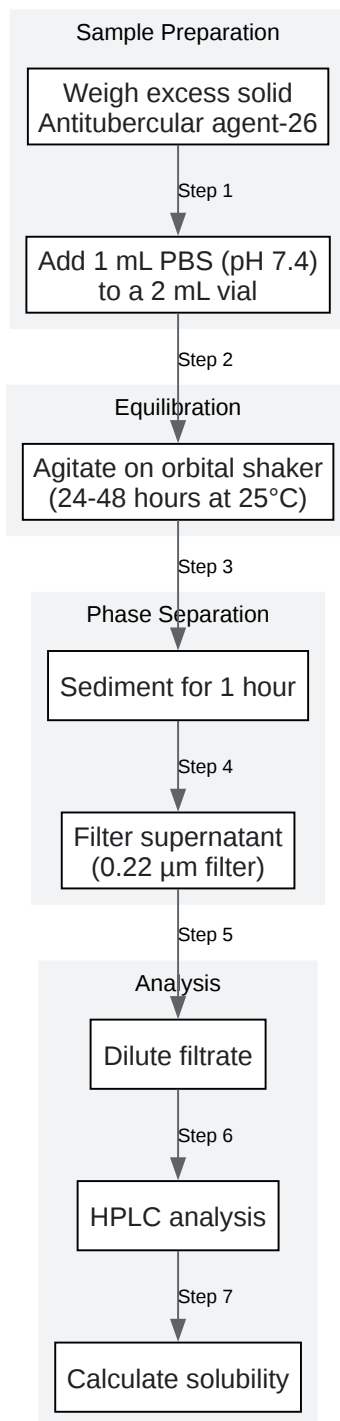 Sample Preparation
Weigh excess solid
Antitubercular agent-26
Step 1
Add 1 mL PBS (pH 7.4)
to a 2 mL vial
Step 2
Equilibration
Agitate on orbital shaker
(24-48 hours at 25°C)
Step 3
Phase Separation
Sediment for 1 hour
Step 4
Filter supernatant
(0.22 µm filter)
Step 5
Analysis
Dilute filtrate
Step 6
HPLC analysis
Step 7
Calculate solubility